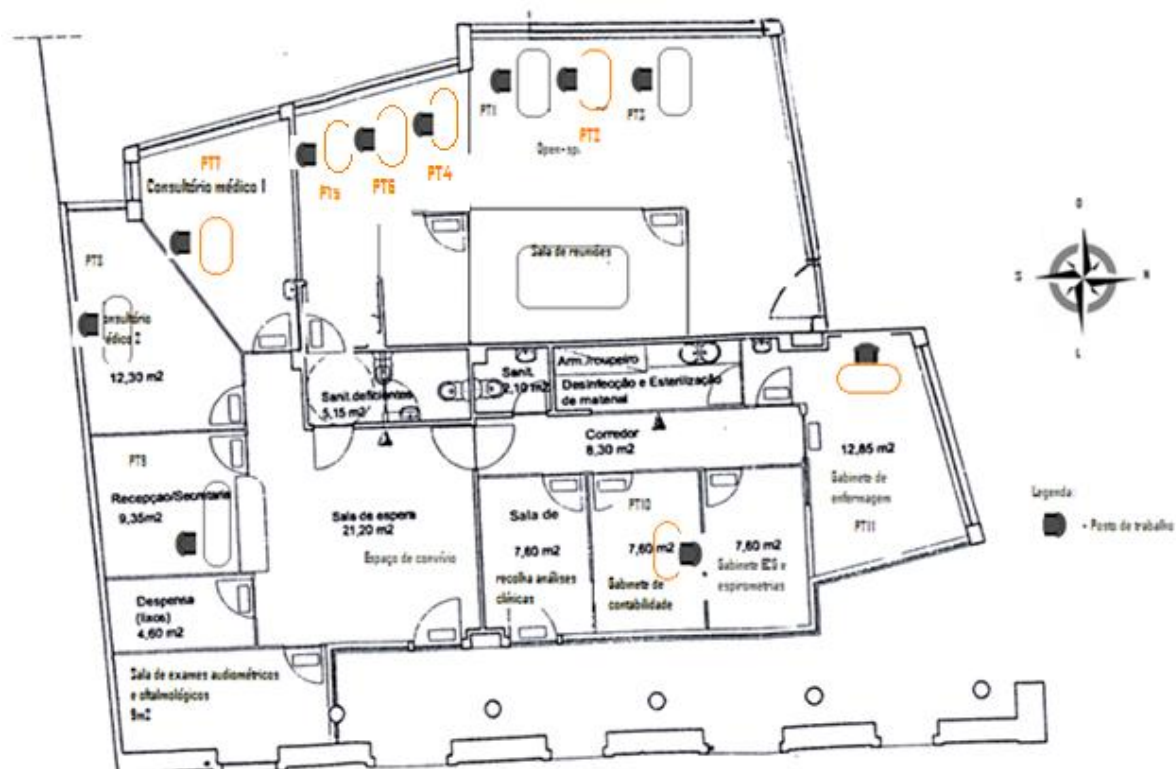 PT1
PT2
PT3
Open-sp.
PT4
PT6
PT5
PT7
Consultório médico 1
Sala de reuniões
12,30 m2
Arm./roupeiro
Desinfecção e Esterilização
de material
Sanit.
2,10 m2
Sanit.deficientes
5,15 m2
Corredor
8,30 m2
12,85 m2
Gabinete de
enfermagem
PT11
PT9
Recepção/Secretaria
9,35m2
Sala de espera
21,20 m2
Espaço de convívio
Sala de
7,60 m2
recolha análises
clínicas
PT10
7,60 m2
Gabinete de
contabilidade
7,60 m2
Gabinete ECG e
espirometrias
Despensa
(lixos)
4,60 m2
Sala de exames audiométricos
e oftalmológicos
9m2
O
S
N
L
Legenda:
- Posto de trabalho